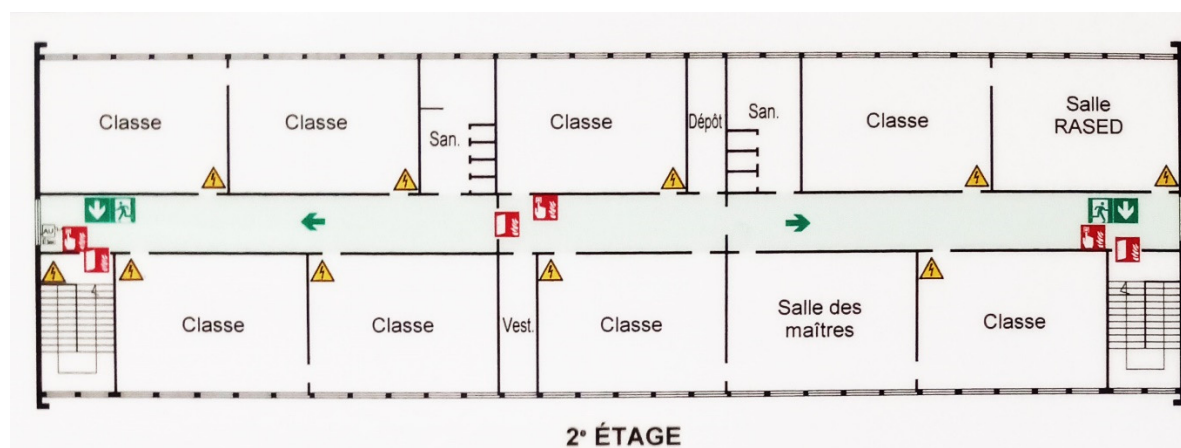 Classe
Classe
San.
Classe
Dépôt
San.
Classe
Salle
RASED
AU
Classe
Classe
Vest.
Classe
Salle des
maîtres
Classe
2e ÉTAGE